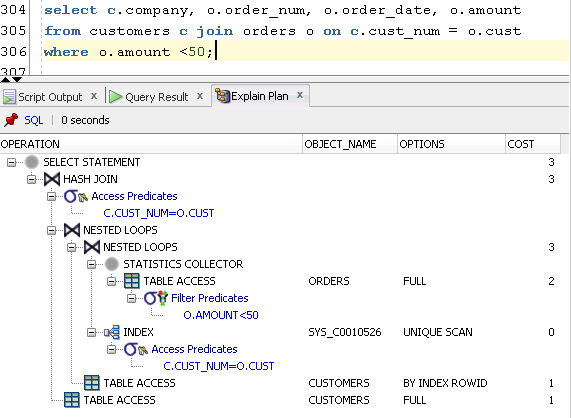 304 select c.company, o.order_num, o.order_date, o.amount
305 from customers c join orders o on c.cust_num = o.cust
306 where o.amount <50;
307
Script Output x Query Result x Explain Plan x
SQL | 0 seconds
OPERATION OBJECT_NAME OPTIONS COST
SELECT STATEMENT 3
HASH JOIN 3
Access Predicates
C.CUST_NUM=O.CUST
NESTED LOOPS
NESTED LOOPS 3
STATISTICS COLLECTOR
TABLE ACCESS ORDERS FULL 2
Filter Predicates
O.AMOUNT<50
INDEX SYS_C0010526 UNIQUE SCAN 0
Access Predicates
C.CUST_NUM=O.CUST
TABLE ACCESS CUSTOMERS BY INDEX ROWID 1
TABLE ACCESS CUSTOMERS FULL 1